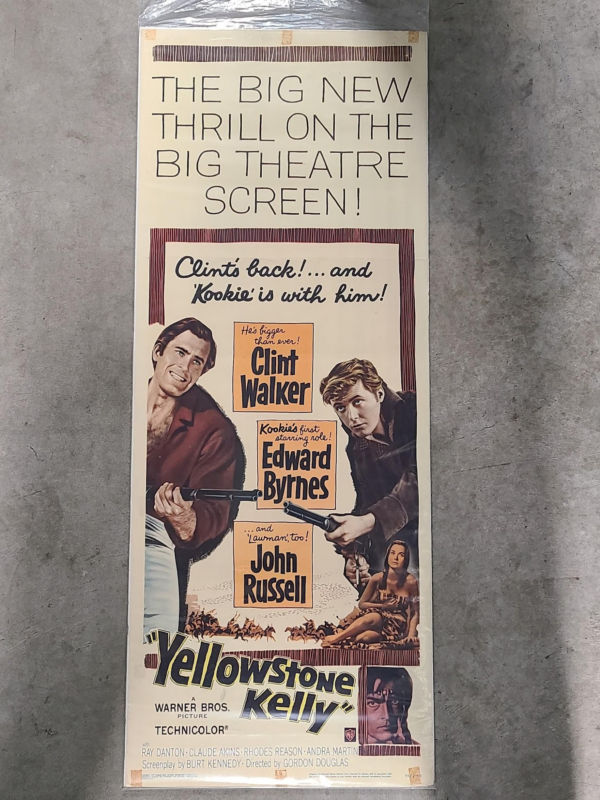 THE BIG NEW
THRILL ON THE
BIG THEATRE
SCREEN!
Clint's back!... and
'Kookie' is with him!
He's bigger
than ever!
Clint
Walker
Kookie's first
starring role!
Edward
Byrnes
...and
'Lawman', too!
John
Russell
"Yellowstone
Kelly"
A
WARNER BROS.
PICTURE
TECHNICOLOR®
with
RAY DANTON · CLAUDE AKINS · RHODES REASON · ANDRA MARTIN
Screenplay by BURT KENNEDY · Directed by GORDON DOUGLAS